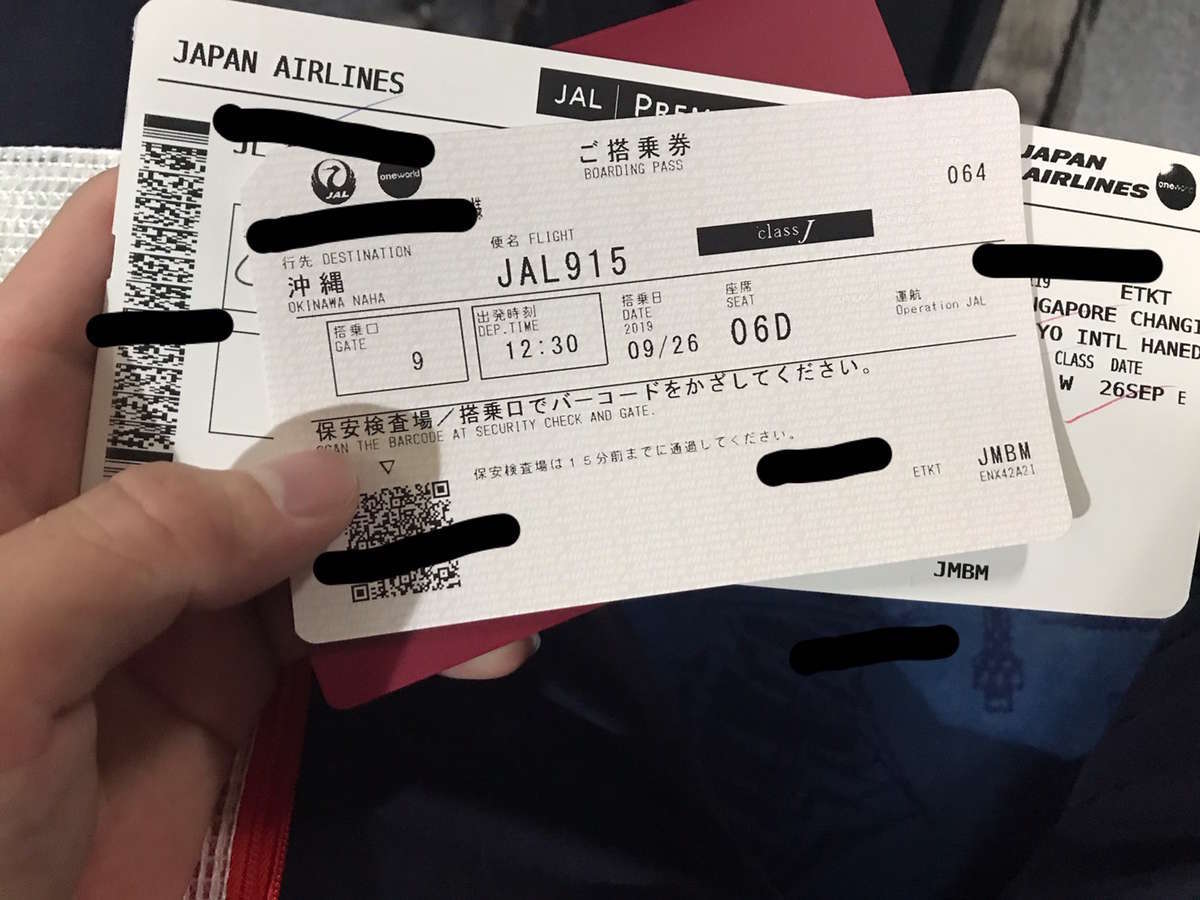 JAPAN AIRLINES
JAL
JAL
oneworld
ご搭乗券
BOARDING PASS
064
様
行先 DESTINATION
沖縄
OKINAWA NAHA
便名 FLIGHT
JAL915
class J
搭乗口
GATE
9
出発時刻
DEP.TIME
12:30
搭乗日
DATE
2019
09/26
座席
SEAT
06D
運航
Operation JAL
保安検査場/搭乗口でバーコードをかざしてください。
SCAN THE BARCODE AT SECURITY CHECK AND GATE.
保安検査場は15分前までに通過してください。
ETKT
JMBM
ENX42A21
JAPAN
AIRLINES
ETKT
CHANGI
INTL
CLASS DATE
W 26SEP E
JMBM